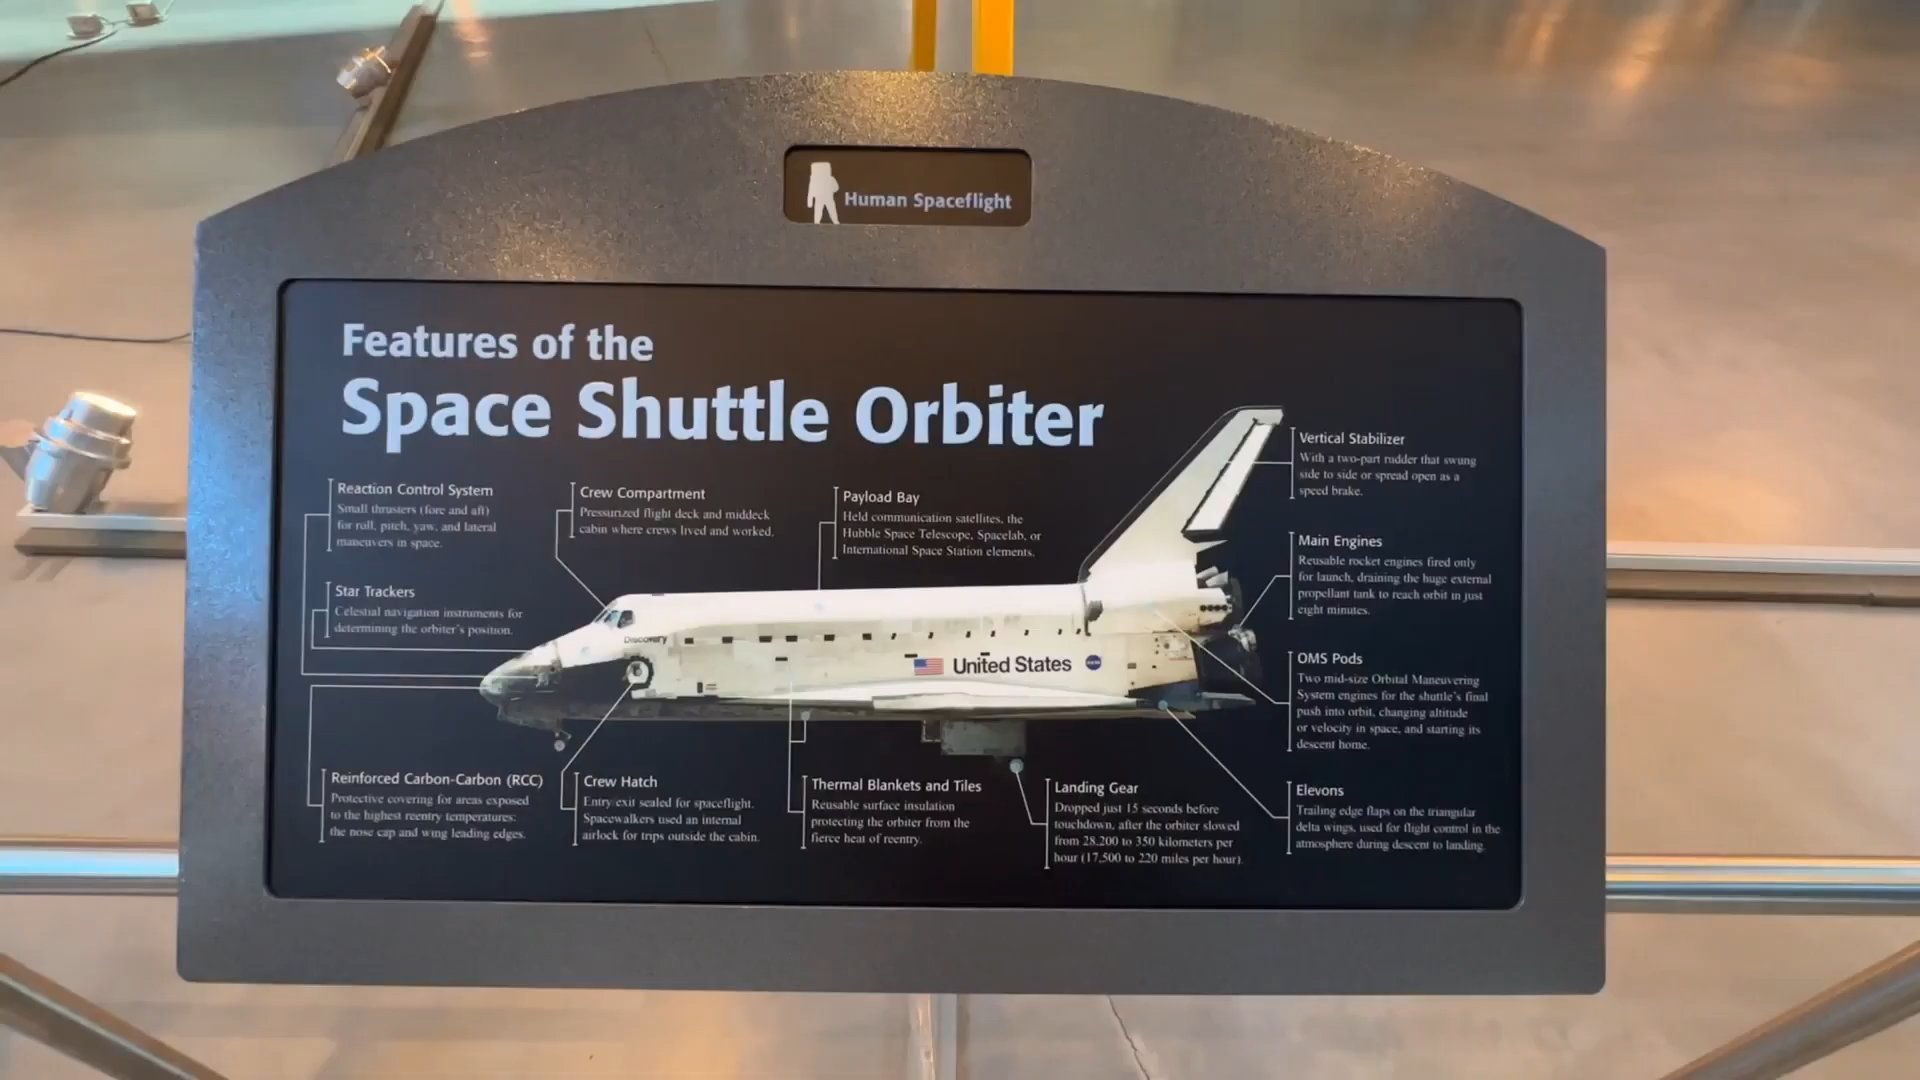 Human Spaceflight
Features of the
Space Shuttle Orbiter
Reaction Control System
Small thrusters (fore and aft)
for roll, pitch, yaw, and lateral
maneuvers in space.
Crew Compartment
Pressurized flight deck and middeck
cabin where crews lived and worked.
Payload Bay
Held communication satellites, the
Hubble Space Telescope, Spacelab, or
International Space Station elements.
Vertical Stabilizer
With a two-part rudder that swung
side to side or spread open as a
speed brake.
Star Trackers
Celestial navigation instruments for
determining the orbiter's position.
Main Engines
Reusable rocket engines fired only
for launch, draining the huge external
propellant tank to reach orbit in just
eight minutes.
Discovery
United States
OMS Pods
Two mid-size Orbital Maneuvering
System engines for the shuttle's final
push into orbit, changing altitude
or velocity in space, and starting its
descent home.
Reinforced Carbon-Carbon (RCC)
Protective covering for areas exposed
to the highest reentry temperatures:
the nose cap and wing leading edges.
Crew Hatch
Entry/exit sealed for spaceflight.
Spacewalkers used an internal
airlock for trips outside the cabin.
Thermal Blankets and Tiles
Reusable surface insulation
protecting the orbiter from the
fierce heat of reentry.
Landing Gear
Dropped just 15 seconds before
touchdown, after the orbiter slowed
from 28,200 to 350 kilometers per
hour (17,500 to 220 miles per hour).
Elevons
Trailing edge flaps on the triangular
delta wings, used for flight control in the
atmosphere during descent to landing.